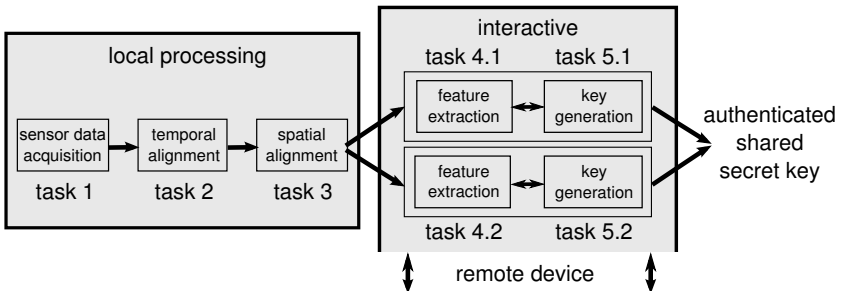 local processing
sensor data
acquisition
task 1
temporal
alignment
task 2
spatial
alignment
task 3
interactive
task 4.1
task 5.1
feature
extraction
key
generation
feature
extraction
key
generation
task 4.2
task 5.2
remote device
authenticated
shared
secret key